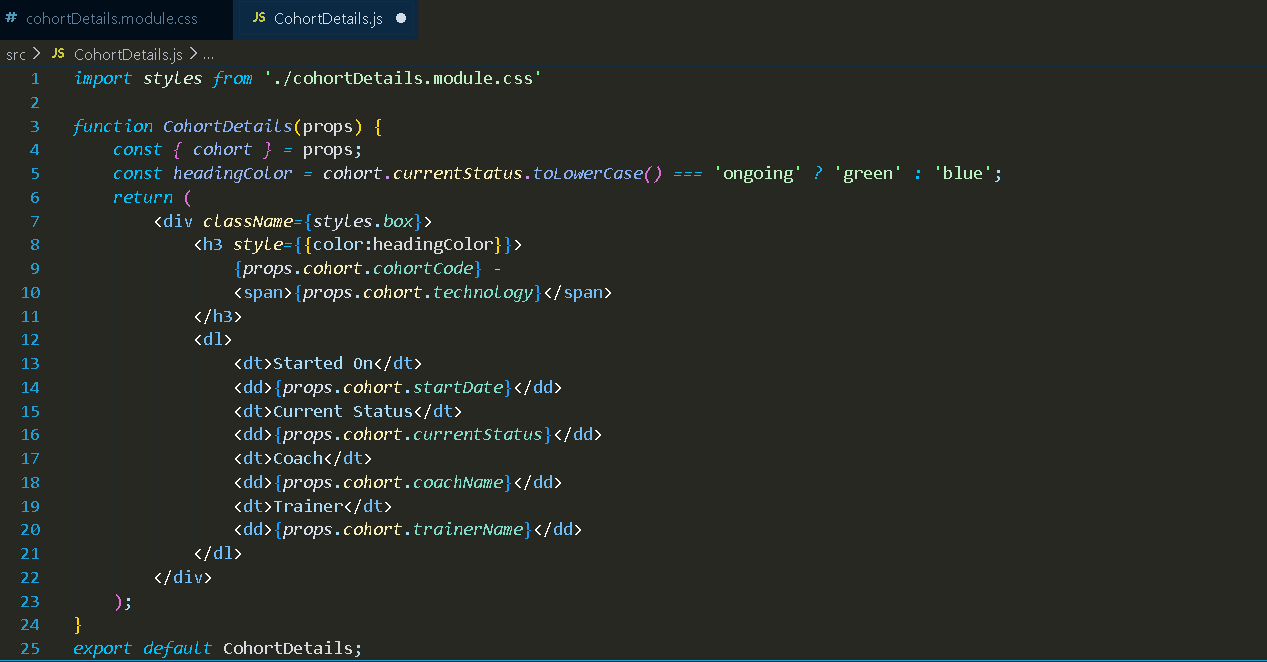 # cohortDetails.module.css JS CohortDetails.js ●
src > JS CohortDetails.js > ...
1 import styles from './cohortDetails.module.css'
2
3 function CohortDetails(props) {
4     const { cohort } = props;
5     const headingColor = cohort.currentStatus.toLowerCase() === 'ongoing' ? 'green' : 'blue';
6     return (
7         <div className={styles.box}>
8             <h3 style={{color:headingColor}}>
9                 {props.cohort.cohortCode} -
10                 <span>{props.cohort.technology}</span>
11             </h3>
12             <dl>
13                 <dt>Started On</dt>
14                 <dd>{props.cohort.startDate}</dd>
15                 <dt>Current Status</dt>
16                 <dd>{props.cohort.currentStatus}</dd>
17                 <dt>Coach</dt>
18                 <dd>{props.cohort.coachName}</dd>
19                 <dt>Trainer</dt>
20                 <dd>{props.cohort.trainerName}</dd>
21             </dl>
22         </div>
23     );
24 }
25 export default CohortDetails;